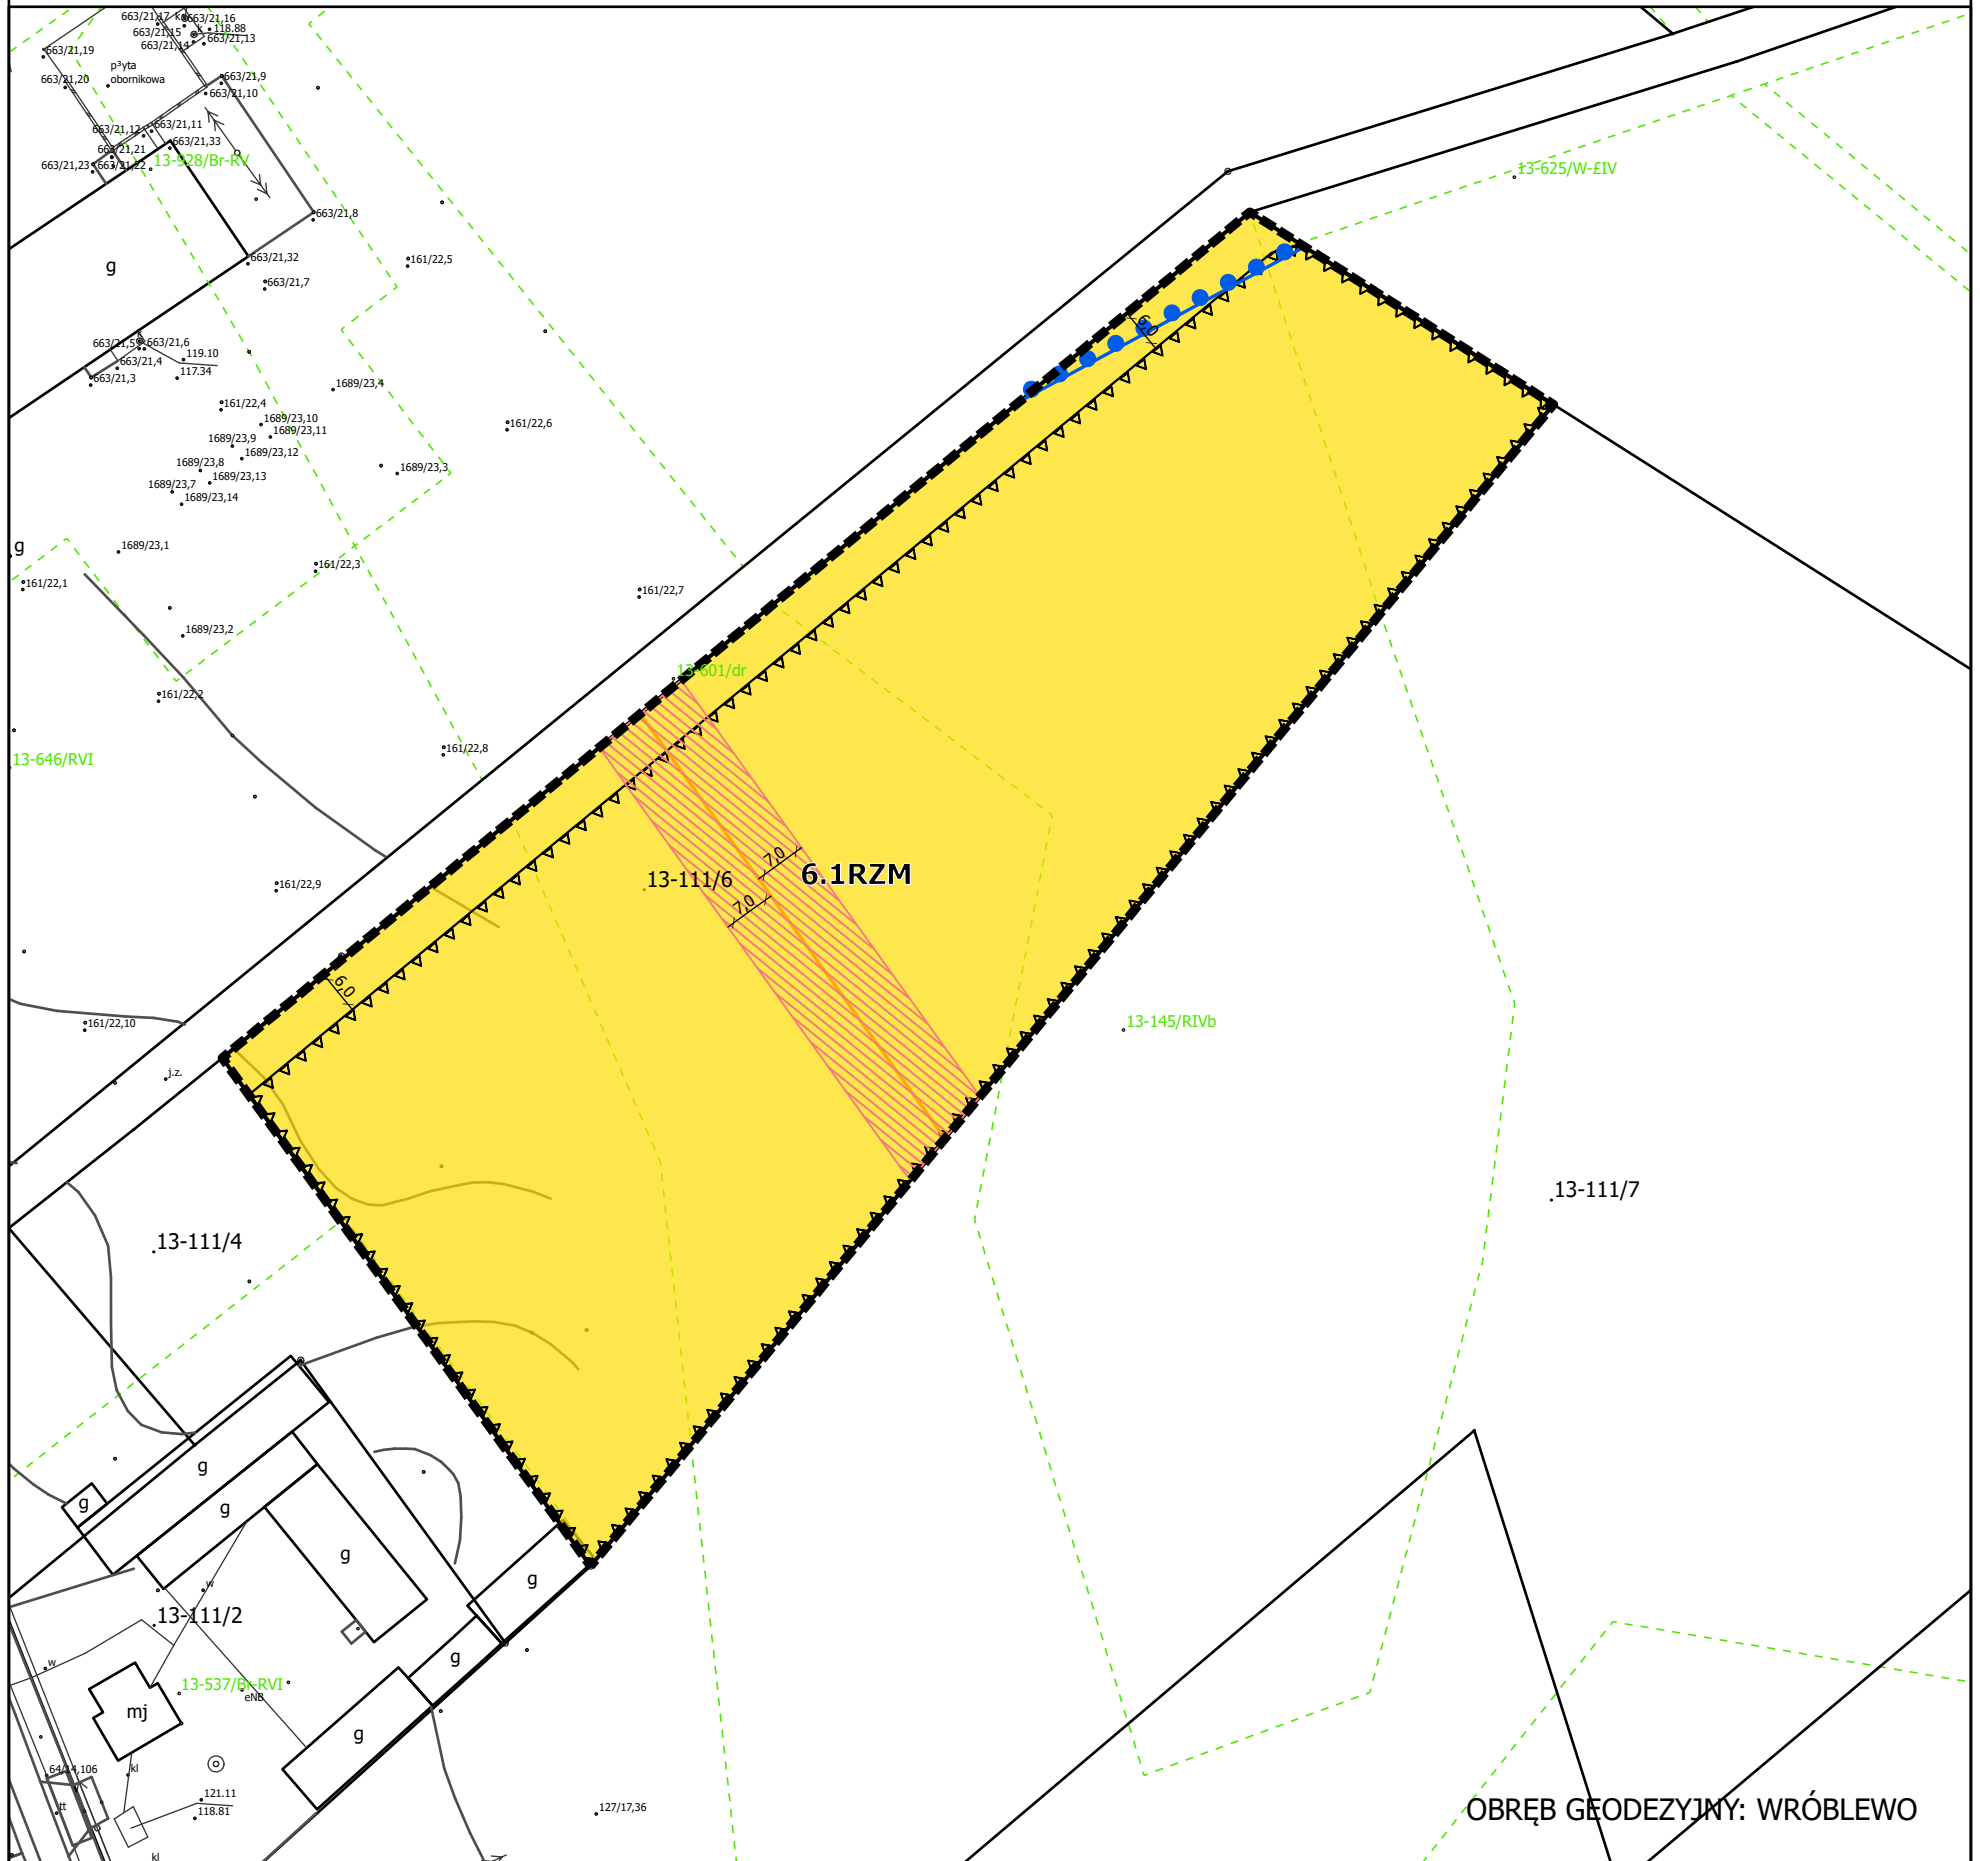 663/21,17
663/21,16
663/21,15
118.88
663/21,14
663/21,13
663/21,19
p³yta
obornikowa
663/21,20
663/21,9
663/21,10
663/21,12
663/21,11
663/21,33
663/21,21
663/21,23
663/21,22
13-928/Br-RV
13-625/W-£IV
663/21,8
g
663/21,32
161/22,5
663/21,7
6,0
663/21,5
663/21,6
119.10
663/21,4
117.34
663/21,3
1689/23,4
161/22,4
1689/23,10
161/22,6
1689/23,11
1689/23,9
1689/23,12
1689/23,8
1689/23,3
1689/23,13
1689/23,7
1689/23,14
g
1689/23,1
161/22,3
161/22,1
161/22,7
1689/23,2
13-601/dr
161/22,2
161/22,8
13-646/RVI
7,0
6.1RZM
13-111/6
161/22,9
7,0
6,0
161/22,10
13-145/RIVb
j.z.
13-111/7
13-111/4
g
g
g
g
g
w
13-111/2
g
w
13-537/Br-RVI
eNB
mj
g
kl
64/14,106
121.11
tt
118.81
127/17,36
OBRĘB GEODEZYJNY: WRÓBLEWO
kl